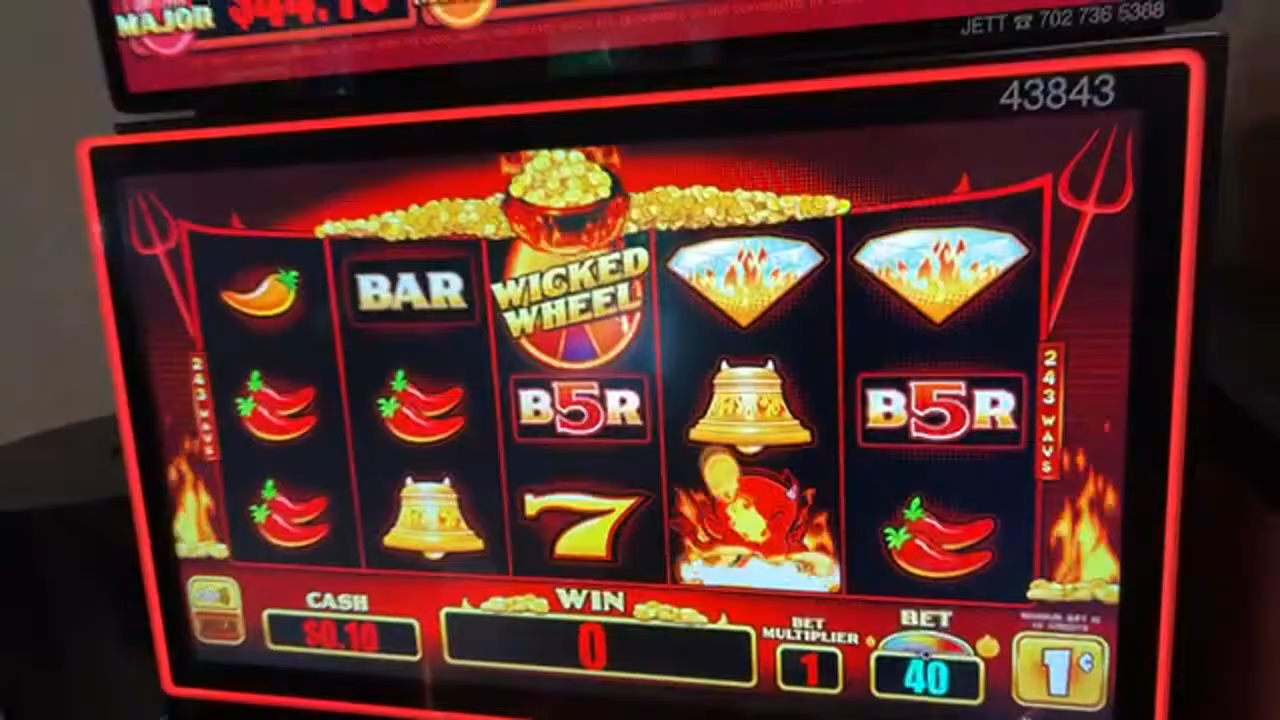 MAJOR
JETT ☎ 702 736 5388
43843
BAR
WICKED
WHEEL
B5R
B5R
7
243 WAYS
243 WAYS
CASH
$0.10
WIN
0
BET
MULTIPLIER
1
BET
40
1¢